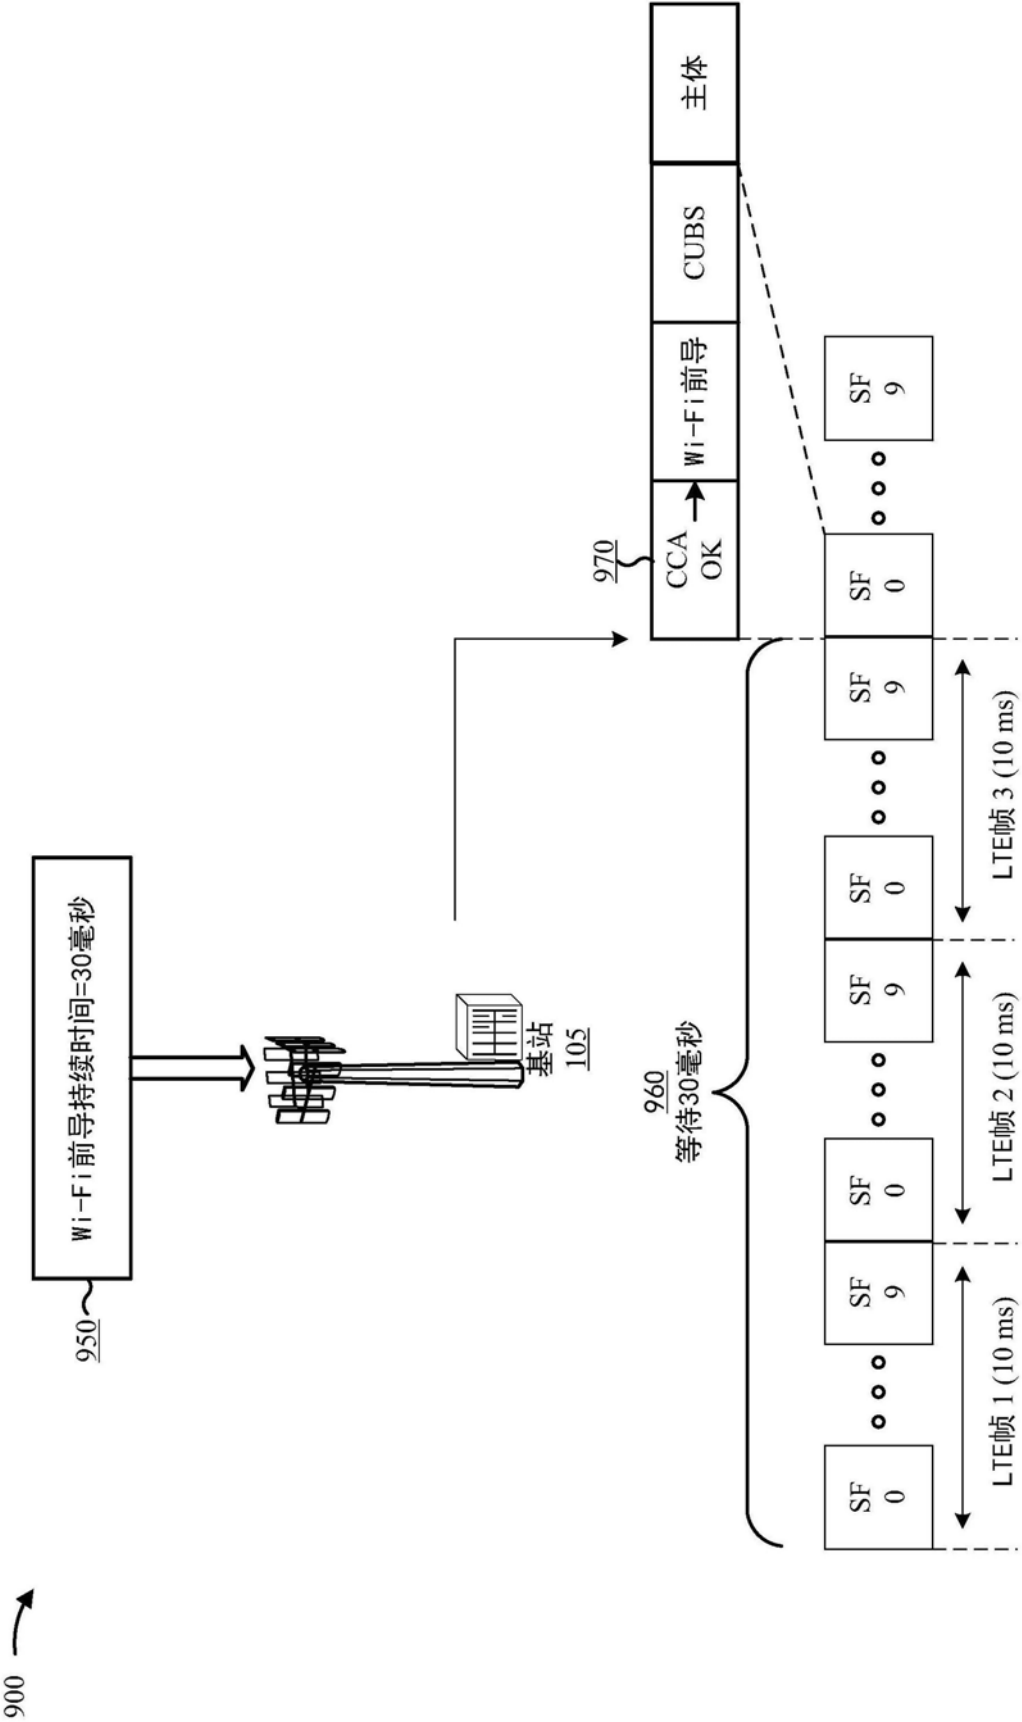 900
950
Wi-Fi前导持续时间=30毫秒
基站
105
970
CCA
OK
Wi-Fi前导
CUBS
主体
960
等待30毫秒
SF
0
SF
9
SF
0
SF
9
SF
0
SF
9
SF
0
SF
9
LTE帧 1 (10 ms)
LTE帧 2 (10 ms)
LTE帧 3 (10 ms)